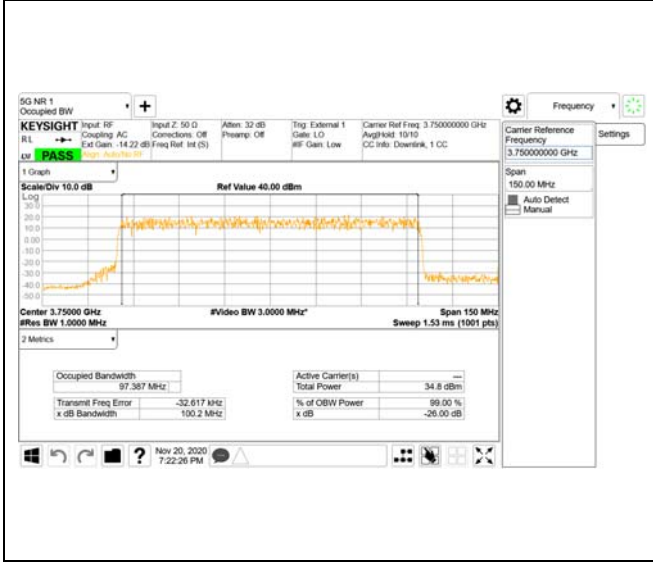 5G NR 1
Occupied BW
+
Frequency
KEYSIGHT
Input: RF
Input Z: 50 Ω
Atten: 32 dB
Trig: External 1
Carrier Ref Freq: 3.750000000 GHz
R L
Coupling: AC
Corrections: Off
Preamp: Off
Gate: LO
Avg|Hold: 10/10
Ext Gain: -14.22 dB
Freq Ref: Int (S)
#IF Gain: Low
CC Info: Downlink, 1 CC
PASS
Align: Auto/No RF
Carrier Reference
Frequency
3.750000000 GHz
Settings
Span
150.00 MHz
Auto Detect
Manual
1 Graph
Scale/Div 10.0 dB
Ref Value 40.00 dBm
Log
30.0
20.0
10.0
0.00
-10.0
-20.0
-30.0
-40.0
-50.0
Center 3.75000 GHz
#Video BW 3.0000 MHz*
Span 150 MHz
#Res BW 1.0000 MHz
Sweep 1.53 ms (1001 pts)
2 Metrics
Occupied Bandwidth
97.387 MHz
Active Carrier(s)
---
Total Power
34.8 dBm
Transmit Freq Error
-32.617 kHz
% of OBW Power
99.00 %
x dB Bandwidth
100.2 MHz
x dB
-26.00 dB
?
Nov 20, 2020
7:22:26 PM